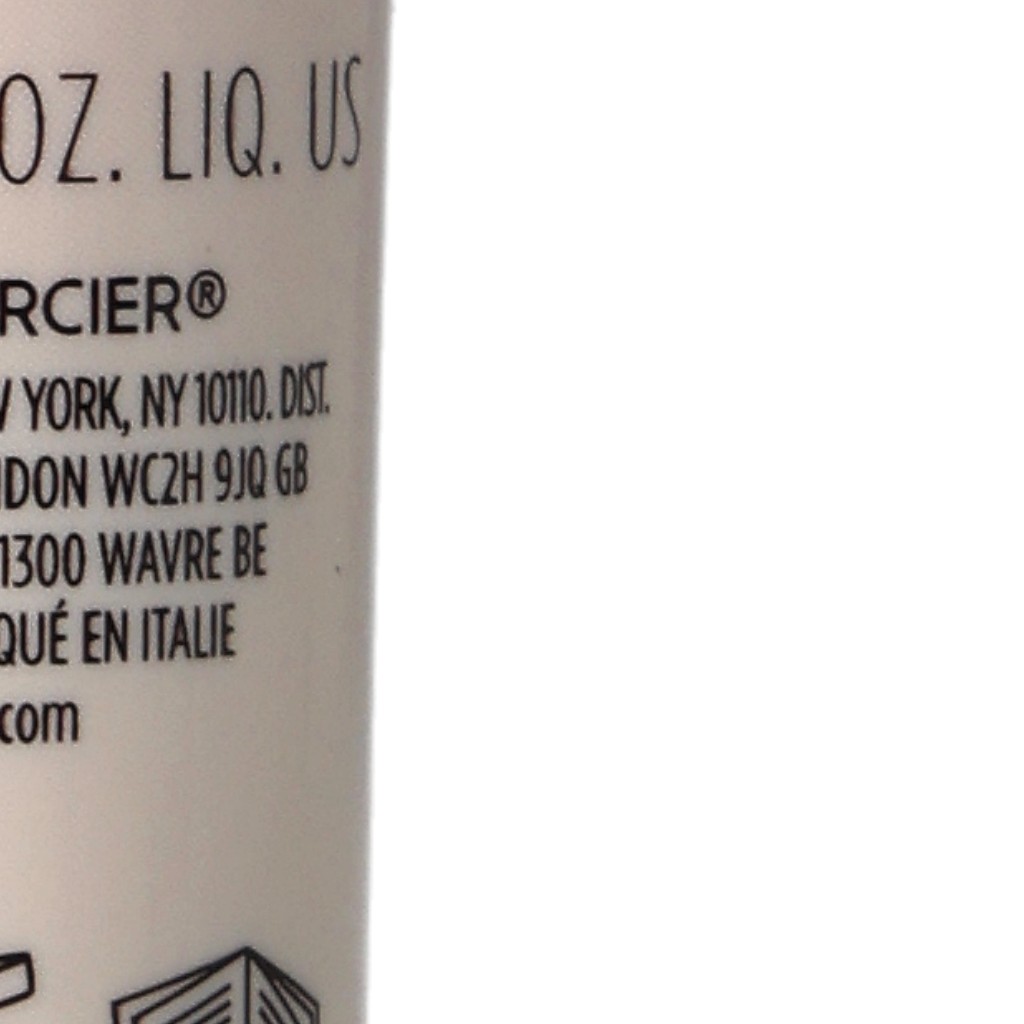 OZ. LIQ. US
RCIER®
YORK, NY 10110. DIST.
DON WC2H 9JQ GB
1300 WAVRE BE
QUÉ EN ITALIE
.com